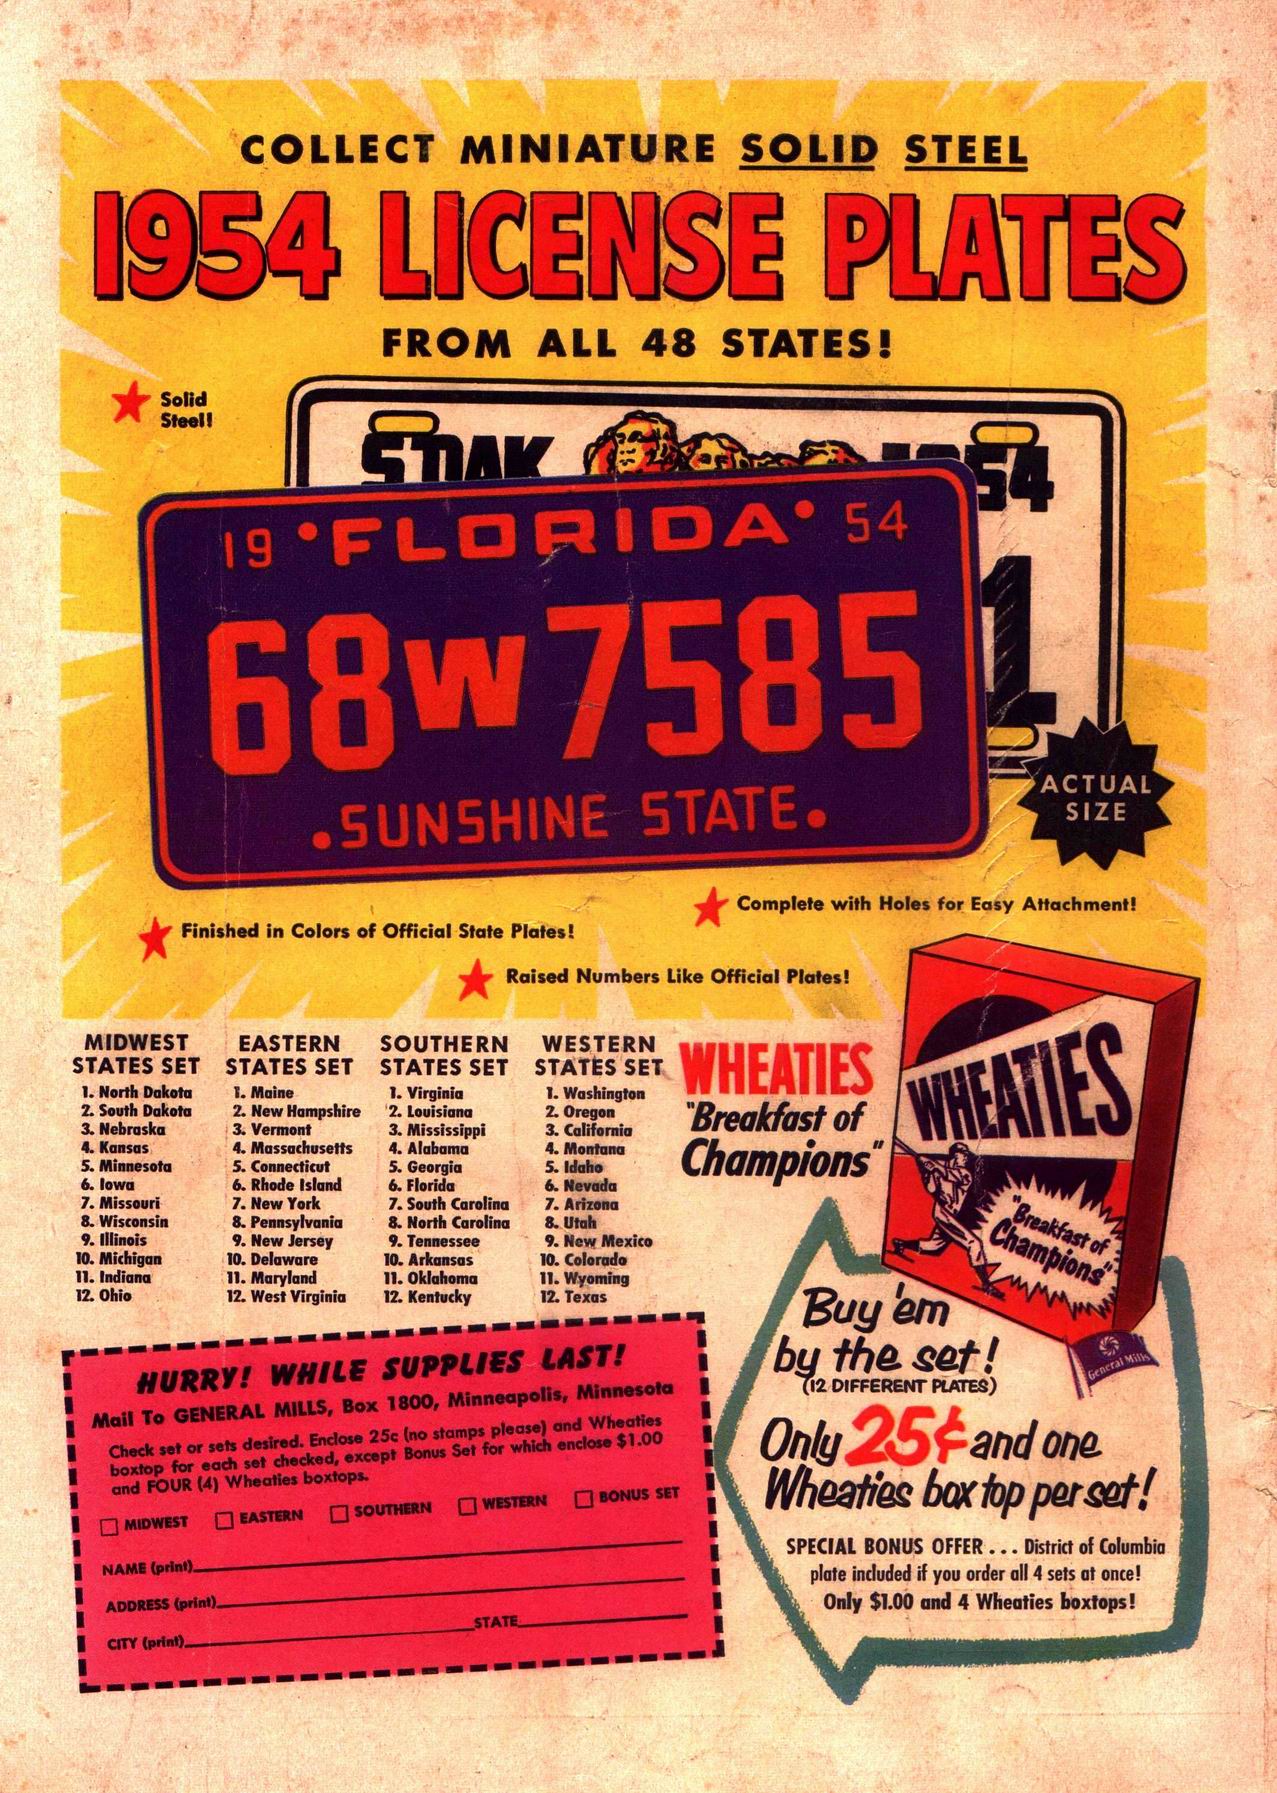 COLLECT MINIATURE SOLID STEEL
1954 LICENSE PLATES
FROM ALL 48 STATES!
Solid
Steel!
S'DAK 1954
1
19 •FLORIDA• 54
68W7585
•SUNSHINE STATE•
ACTUAL
SIZE
Complete with Holes for Easy Attachment!
Finished in Colors of Official State Plates!
Raised Numbers Like Official Plates!
MIDWEST
STATES SET
1. North Dakota
2. South Dakota
3. Nebraska
4. Kansas
5. Minnesota
6. Iowa
7. Missouri
8. Wisconsin
9. Illinois
10. Michigan
11. Indiana
12. Ohio
EASTERN
STATES SET
1. Maine
2. New Hampshire
3. Vermont
4. Massachusetts
5. Connecticut
6. Rhode Island
7. New York
8. Pennsylvania
9. New Jersey
10. Delaware
11. Maryland
12. West Virginia
SOUTHERN
STATES SET
1. Virginia
2. Louisiana
3. Mississippi
4. Alabama
5. Georgia
6. Florida
7. South Carolina
8. North Carolina
9. Tennessee
10. Arkansas
11. Oklahoma
12. Kentucky
WESTERN
STATES SET
1. Washington
2. Oregon
3. California
4. Montana
5. Idaho
6. Nevada
7. Arizona
8. Utah
9. New Mexico
10. Colorado
11. Wyoming
12. Texas
WHEATIES
"Breakfast of
Champions"
WHEATIES
"Breakfast of
Champions"
General Mills
Buy 'em
by the set!
(12 DIFFERENT PLATES)
Only 25¢ and one
Wheaties box top per set!
SPECIAL BONUS OFFER . . . District of Columbia
plate included if you order all 4 sets at once!
Only $1.00 and 4 Wheaties boxtops!
HURRY! WHILE SUPPLIES LAST!
Mail To GENERAL MILLS, Box 1800, Minneapolis, Minnesota
Check set or sets desired. Enclose 25c (no stamps please) and Wheaties
boxtop for each set checked, except Bonus Set for which enclose $1.00
and FOUR (4) Wheaties boxtops.
MIDWEST EASTERN SOUTHERN WESTERN BONUS SET
NAME (print)
ADDRESS (print)
CITY (print) STATE